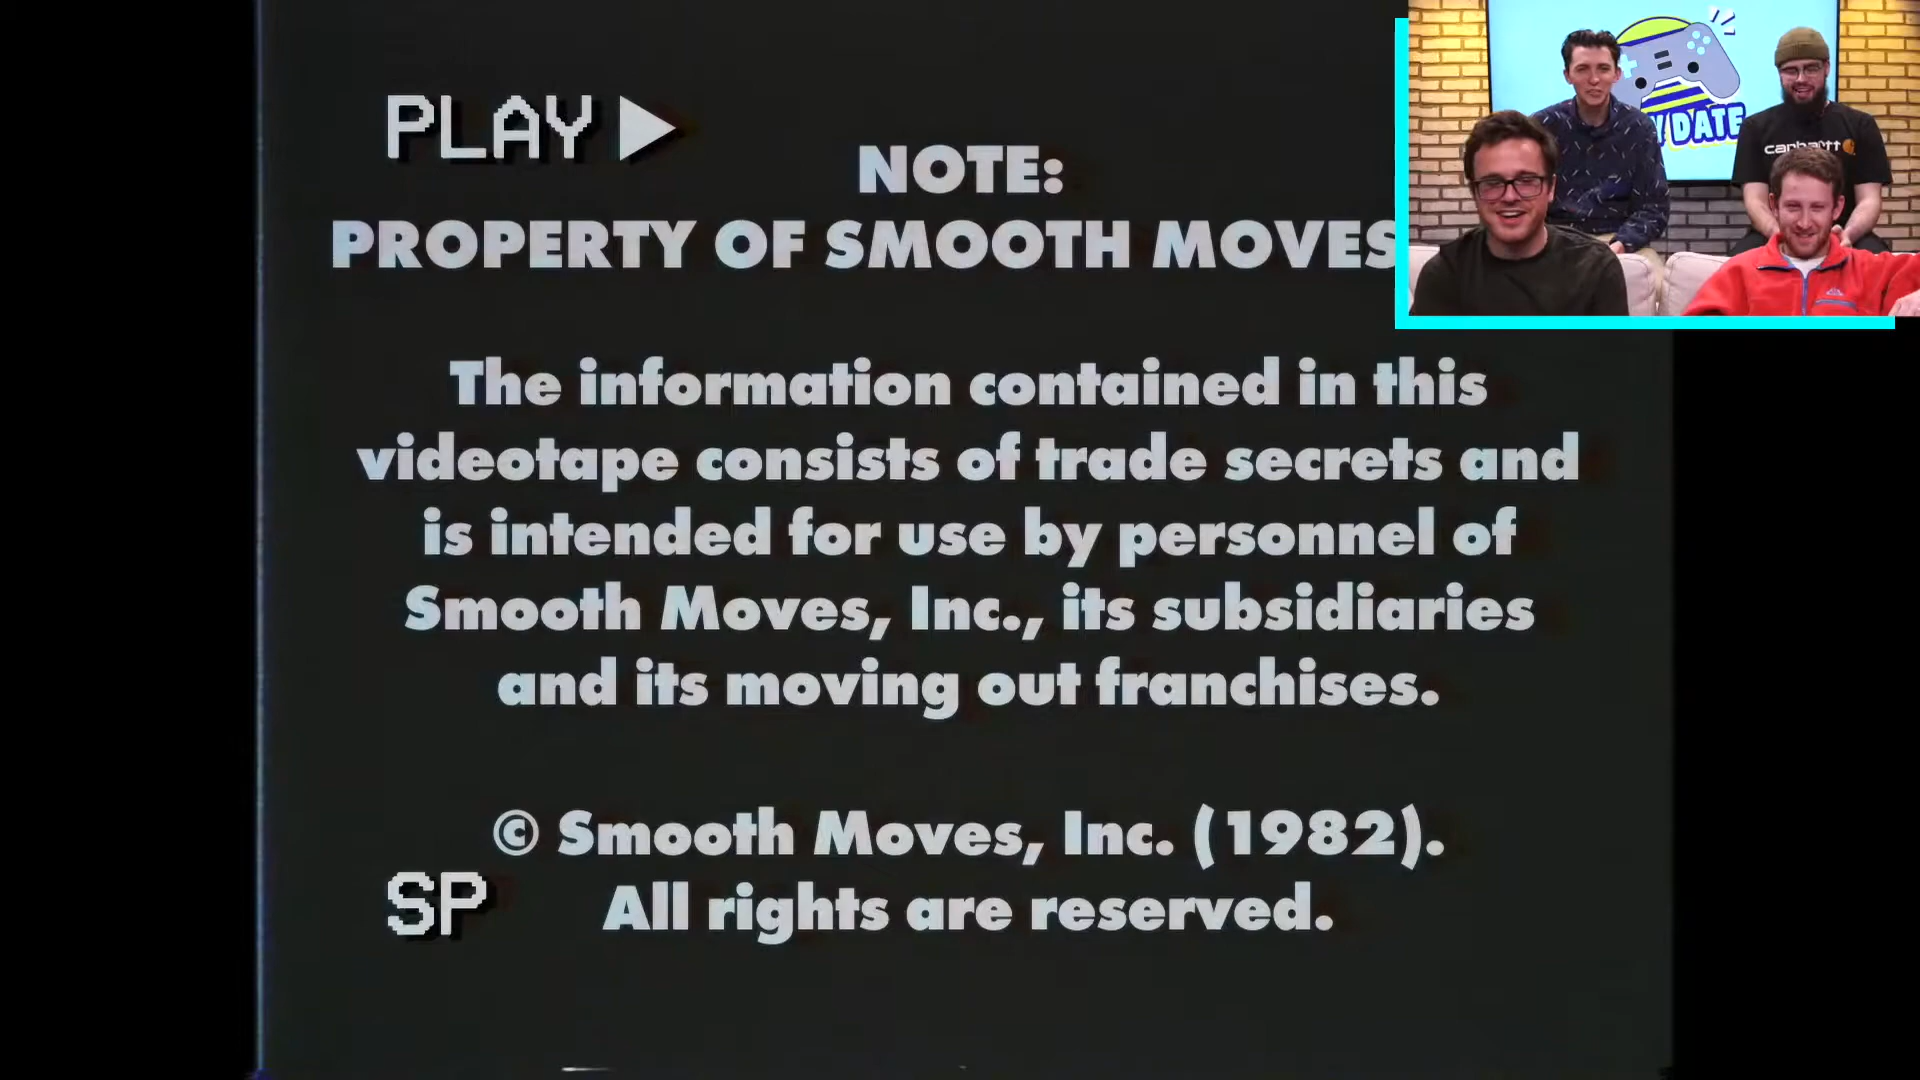 PLAY
NOTE:
PROPERTY OF SMOOTH MOVES
The information contained in this
videotape consists of trade secrets and
is intended for use by personnel of
Smooth Moves, Inc., its subsidiaries
and its moving out franchises.
© Smooth Moves, Inc. (1982).
All rights are reserved.
SP
DATE
carhartt